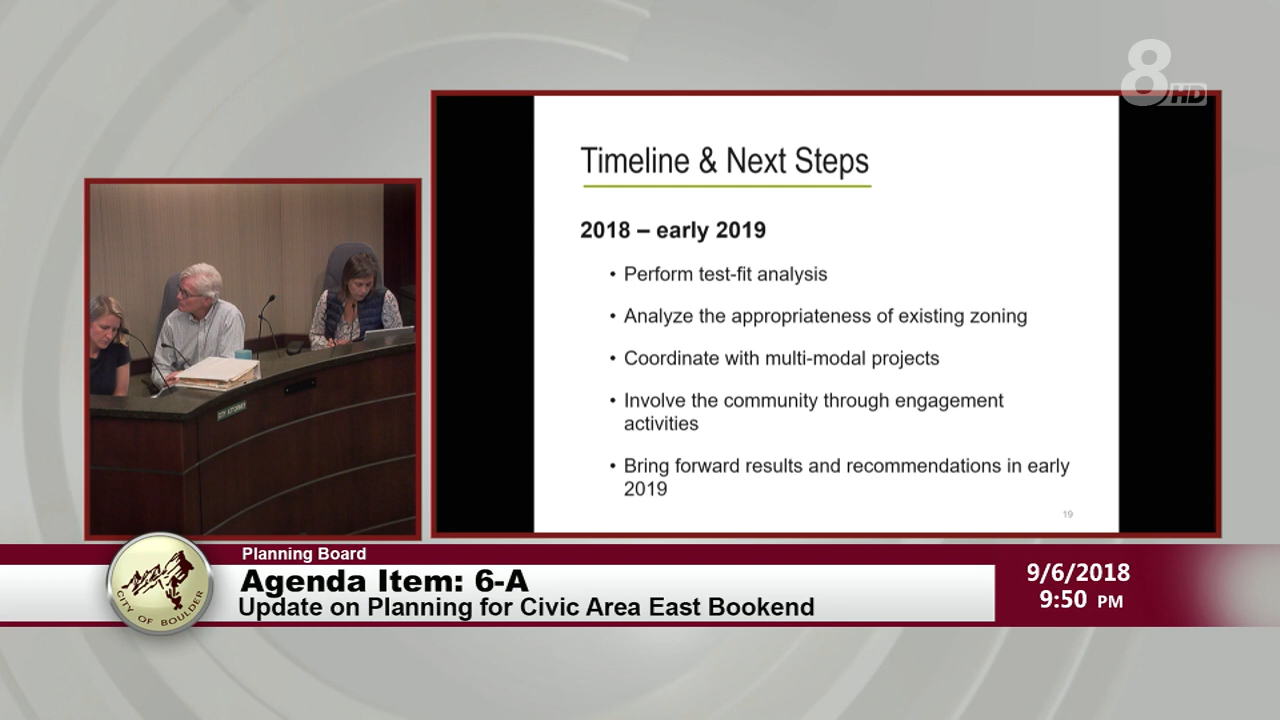 8HD
Timeline & Next Steps
2018 – early 2019
• Perform test-fit analysis
• Analyze the appropriateness of existing zoning
• Coordinate with multi-modal projects
• Involve the community through engagement
activities
• Bring forward results and recommendations in early
2019
19
CITY ATTORNEY
Planning Board
Agenda Item: 6-A
Update on Planning for Civic Area East Bookend
CITY OF BOULDER
9/6/2018
9:50 PM